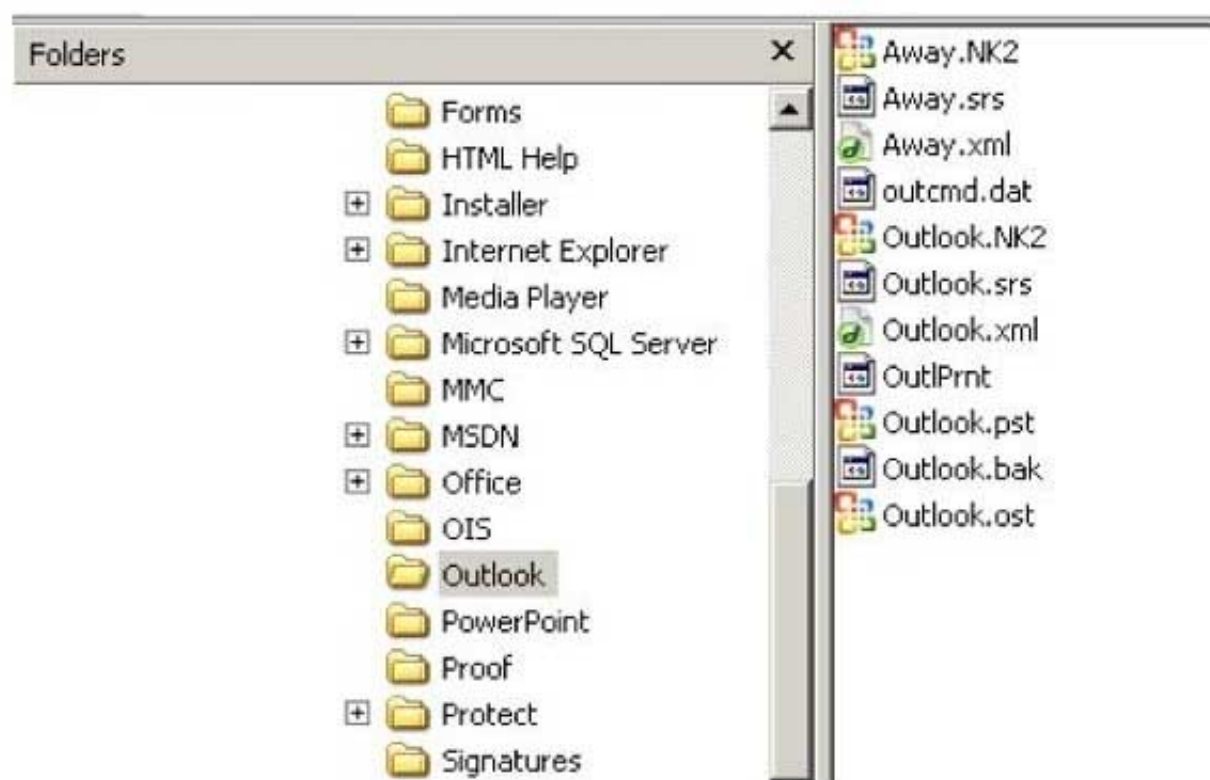 Folders
Forms
HTML Help
Installer
Internet Explorer
Media Player
Microsoft SQL Server
MMC
MSDN
Office
OIS
Outlook
PowerPoint
Proof
Protect
Signatures
Away.NK2
Away.srs
Away.xml
outcmd.dat
Outlook.NK2
Outlook.srs
Outlook.xml
OutlPrnt
Outlook.pst
Outlook.bak
Outlook.ost